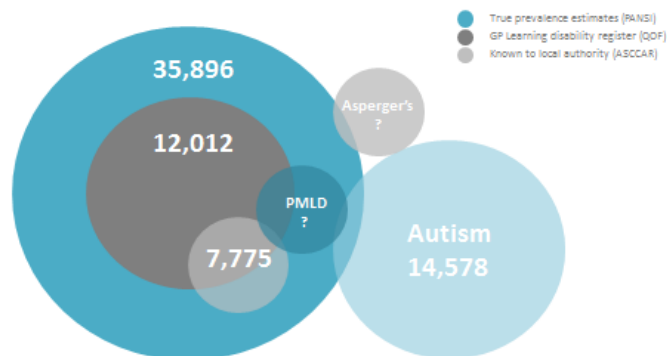 True prevalence estimates (PANSI)
GP Learning disability register (QOF)
Known to local authority (ASCCAR)
35,896
Asperger's
?
12,012
PMLD
?
7,775
Autism
14,578